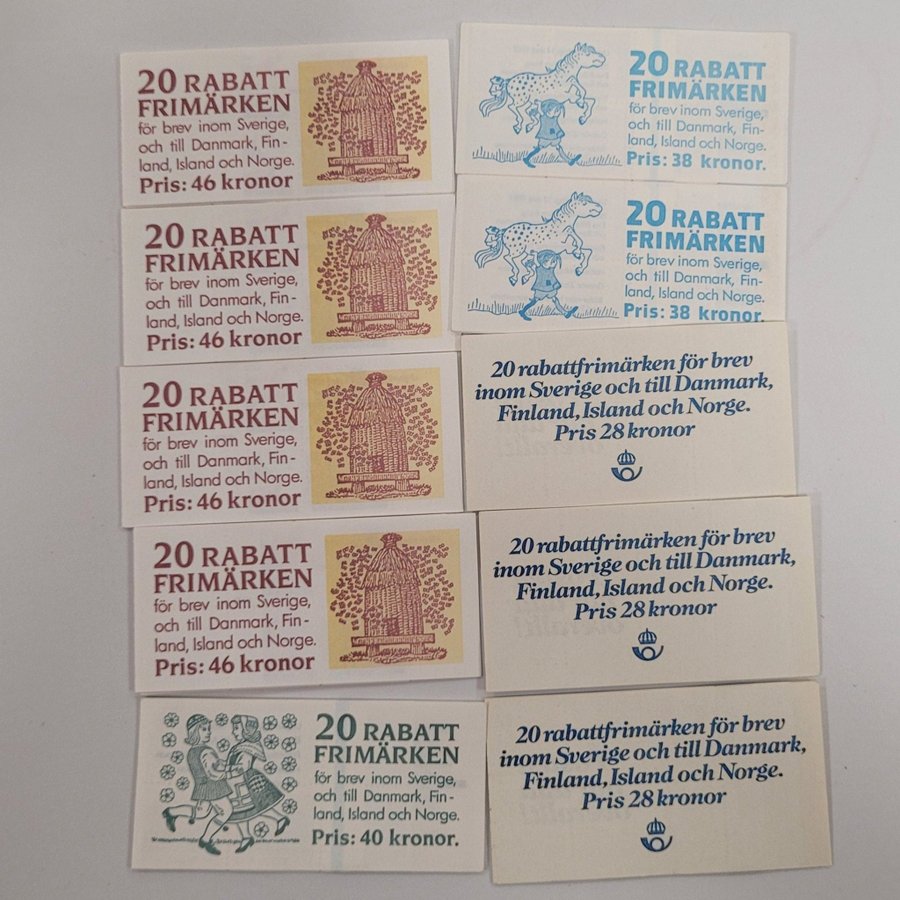 20 RABATT
FRIMÄRKEN
för brev inom Sverige,
och till Danmark, Fin-
land, Island och Norge.
Pris: 46 kronor
20 RABATT
FRIMÄRKEN
för brev inom Sverige,
och till Danmark, Fin-
land, Island och Norge.
Pris: 46 kronor
20 RABATT
FRIMÄRKEN
för brev inom Sverige,
och till Danmark, Fin-
land, Island och Norge.
Pris: 46 kronor
20 RABATT
FRIMÄRKEN
för brev inom Sverige,
och till Danmark, Fin-
land, Island och Norge.
Pris: 46 kronor
20 RABATT
FRIMÄRKEN
för brev inom Sverige,
och till Danmark, Fin-
land, Island och Norge.
Pris: 40 kronor.
20 RABATT
FRIMÄRKEN
för brev inom Sverige,
och till Danmark, Fin-
land, Island och Norge.
Pris: 38 kronor.
20 RABATT
FRIMÄRKEN
för brev inom Sverige,
och till Danmark, Fin-
land, Island och Norge.
Pris: 38 kronor.
20 rabattfrimärken för brev
inom Sverige och till Danmark,
Finland, Island och Norge.
Pris 28 kronor
20 rabattfrimärken för brev
inom Sverige och till Danmark,
Finland, Island och Norge.
Pris 28 kronor
20 rabattfrimärken för brev
inom Sverige och till Danmark,
Finland, Island och Norge.
Pris 28 kronor